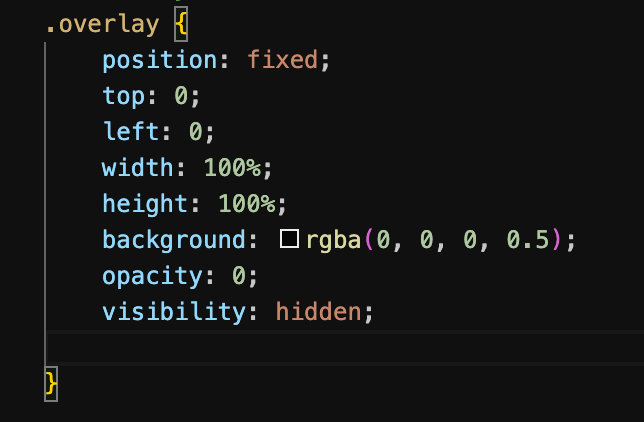 .overlay {
    position: fixed;
    top: 0;
    left: 0;
    width: 100%;
    height: 100%;
    background: rgba(0, 0, 0, 0.5);
    opacity: 0;
    visibility: hidden;
}